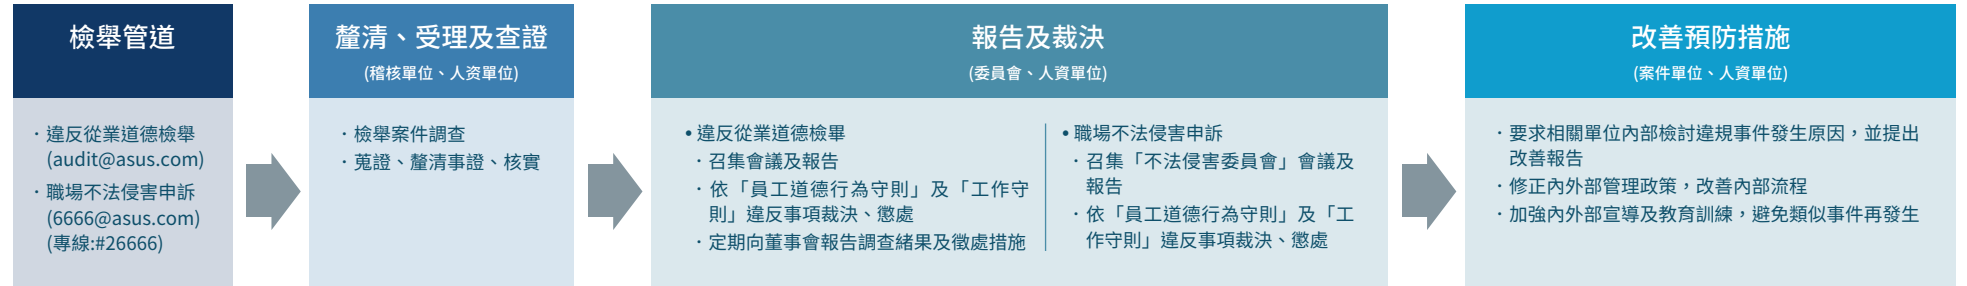 檢舉管道
・違反從業道德檢舉
(audit@asus.com)
・職場不法侵害申訴
(6666@asus.com)
(專線:#26666)
釐清、受理及查證
(稽核單位、人资單位)
・檢舉案件調查
・蒐證、釐清事證、核實
報告及裁決
(委員會、人資單位)
•違反從業道德檢畢
・召集會議及報告
・依「員工道德行為守則」及「工作守
則」違反事項裁決、懲處
・定期向董事會報告調查緒果及徵處措施
•職場不法侵害申訴
・召集「不法侵害委員會」會議及
報告
・依「員工道德行為守則」及「工
作守則」違反事項裁決、懲處
改善預防措施
(案件單位、人資單位)
・要求相關單位內部檢討違規事件發生原因，並提出
改善報告
・修正內外部管理政策，改善內部流程
・加強內外部宣導及教育訓練，避免類似事件再發生